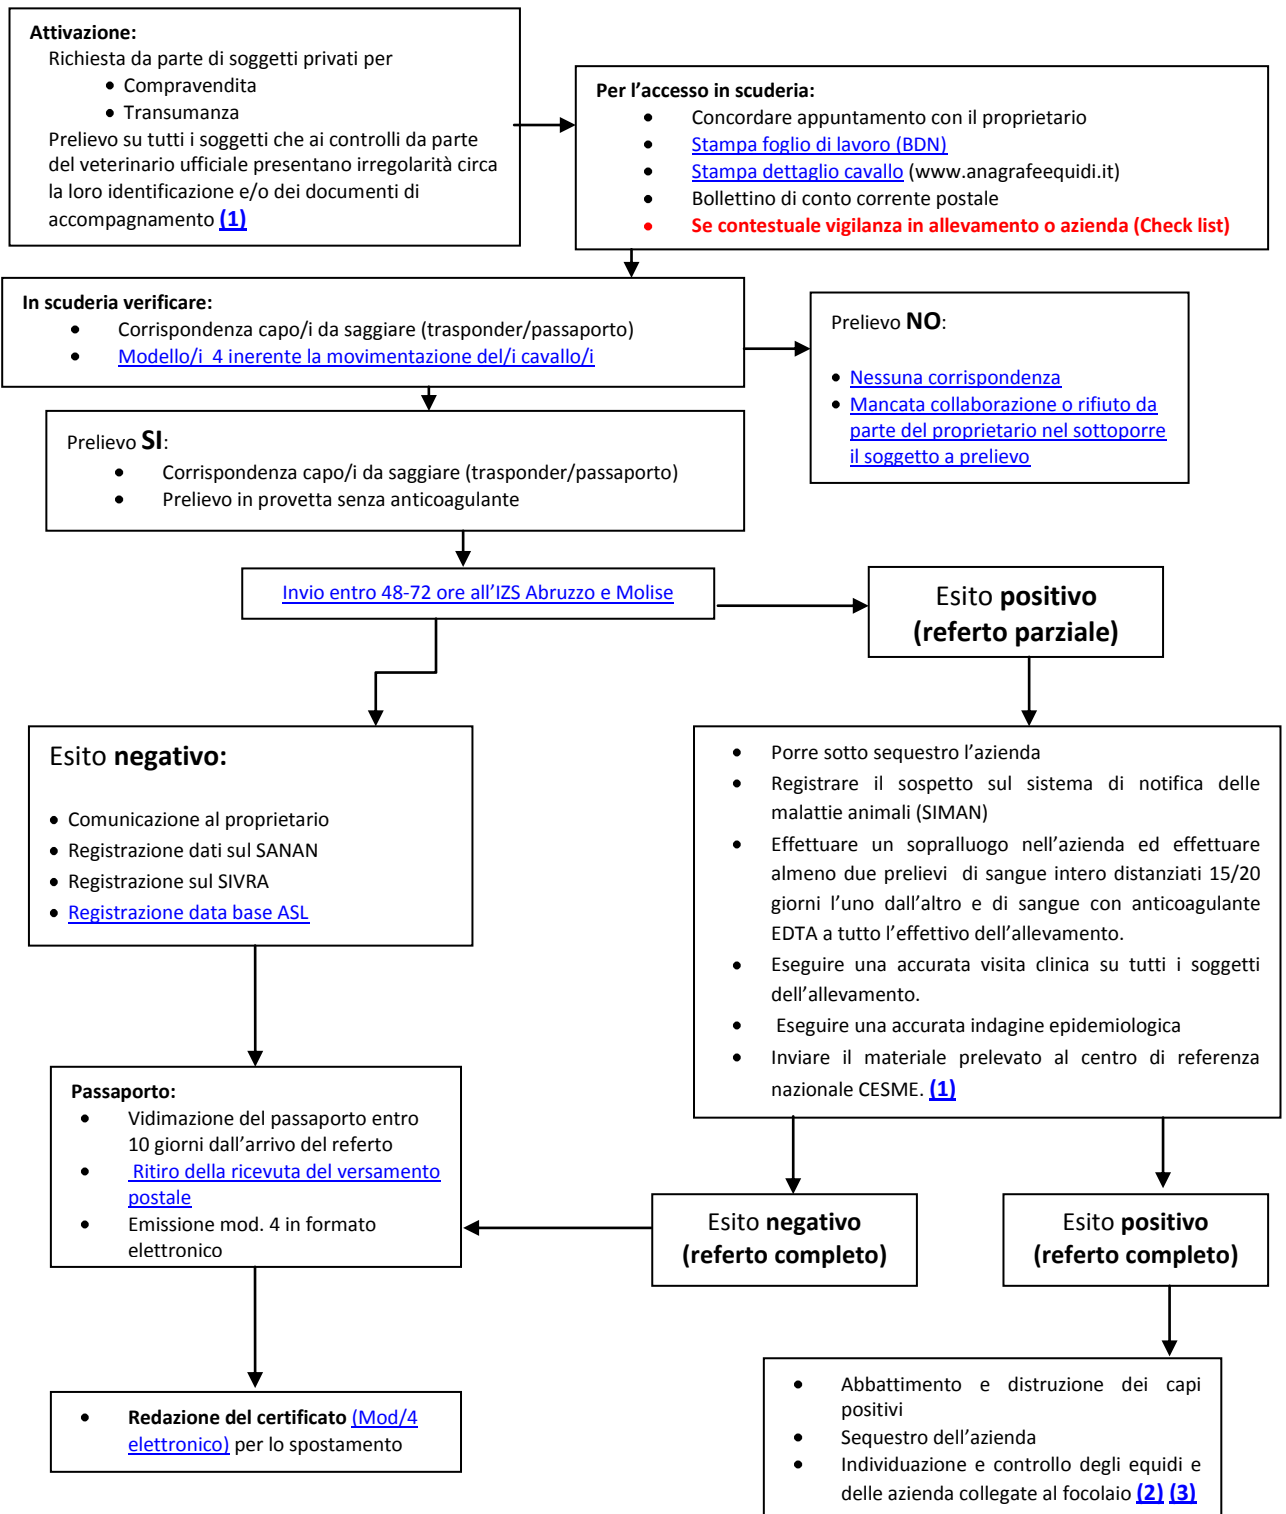 Attivazione:
Richiesta da parte di soggetti privati per
• Compravendita
• Transumanza
Prelievo su tutti i soggetti che ai controlli da parte
del veterinario ufficiale presentano irregolarità circa
la loro identificazione e/o dei documenti di
accompagnamento (1)
Per l'accesso in scuderia:
• Concordare appuntamento con il proprietario
• Stampa foglio di lavoro (BDN)
• Stampa dettaglio cavallo (www.anagrafeequidi.it)
• Bollettino di conto corrente postale
• Se contestuale vigilanza in allevamento o azienda (Check list)
In scuderia verificare:
• Corrispondenza capo/i da saggiare (trasponder/passaporto)
• Modello/i 4 inerente la movimentazione del/i cavallo/i
Prelievo NO:
• Nessuna corrispondenza
• Mancata collaborazione o rifiuto da
parte del proprietario nel sottoporre
il soggetto a prelievo
Prelievo SI:
• Corrispondenza capo/i da saggiare (trasponder/passaporto)
• Prelievo in provetta senza anticoagulante
Invio entro 48-72 ore all'IZS Abruzzo e Molise
Esito positivo
(referto parziale)
Esito negativo:
• Comunicazione al proprietario
• Registrazione dati sul SANAN
• Registrazione sul SIVRA
• Registrazione data base ASL
• Porre sotto sequestro l'azienda
• Registrare il sospetto sul sistema di notifica delle
malattie animali (SIMAN)
• Effettuare un sopralluogo nell'azienda ed effettuare
almeno due prelievi di sangue intero distanziati 15/20
giorni l'uno dall'altro e di sangue con anticoagulante
EDTA a tutto l'effettivo dell'allevamento.
• Eseguire una accurata visita clinica su tutti i soggetti
dell'allevamento.
• Eseguire una accurata indagine epidemiologica
• Inviare il materiale prelevato al centro di referenza
nazionale CESME. (1)
Passaporto:
• Vidimazione del passaporto entro
10 giorni dall'arrivo del referto
• Ritiro della ricevuta del versamento
postale
• Emissione mod. 4 in formato
elettronico
Esito negativo
(referto completo)
Esito positivo
(referto completo)
• Redazione del certificato (Mod/4
elettronico) per lo spostamento
• Abbattimento e distruzione dei capi
positivi
• Sequestro dell'azienda
• Individuazione e controllo degli equidi e
delle azienda collegate al focolaio (2) (3)